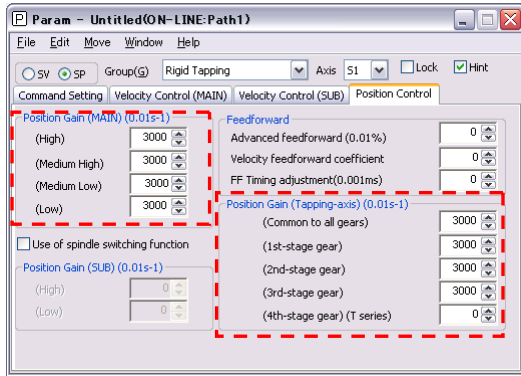 Param - Untitled(ON-LINE:Path1)
File Edit Move Window Help
SV SP Group(G) Rigid Tapping Axis S1 Lock Hint
Command Setting Velocity Control (MAIN) Velocity Control (SUB) Position Control
Position Gain (MAIN) (0.01s-1)
(High) 3000
(Medium High) 3000
(Medium Low) 3000
(Low) 3000
Use of spindle switching function
Position Gain (SUB) (0.01s-1)
(High) 0
(Low) 0
Feedforward
Advanced feedforward (0.01%) 0
Velocity feedforward coefficient 0
FF Timing adjustment(0.001ms) 0
Position Gain (Tapping-axis) (0.01s-1)
(Common to all gears) 3000
(1st-stage gear) 3000
(2nd-stage gear) 3000
(3rd-stage gear) 3000
(4th-stage gear) (T series) 0